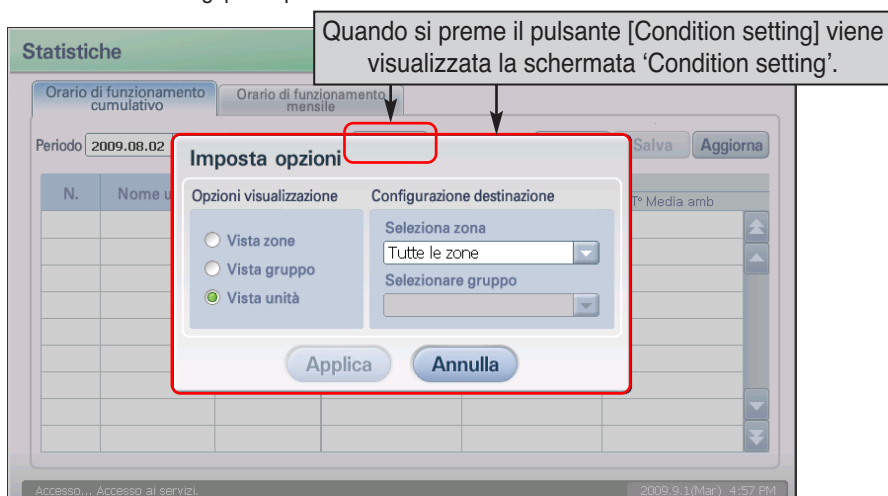 Quando si preme il pulsante [Condition setting] viene
visualizzata la schermata ‘Condition setting’.
Statistiche
Orario di funzionamento
cumulativo
Orario di funzionamento
mensile
Periodo 2009.08.02 Salva Aggiorna
N. Nome T° Media amb
Imposta opzioni
Opzioni visualizzazione Configurazione destinazione
Vista zone
Vista gruppo
Vista unità
Seleziona zona
Tutte le zone
Selezionare gruppo
Applica Annulla
Accesso... Accesso ai servizi. 2009.9.1(Mar) 4:57 PM